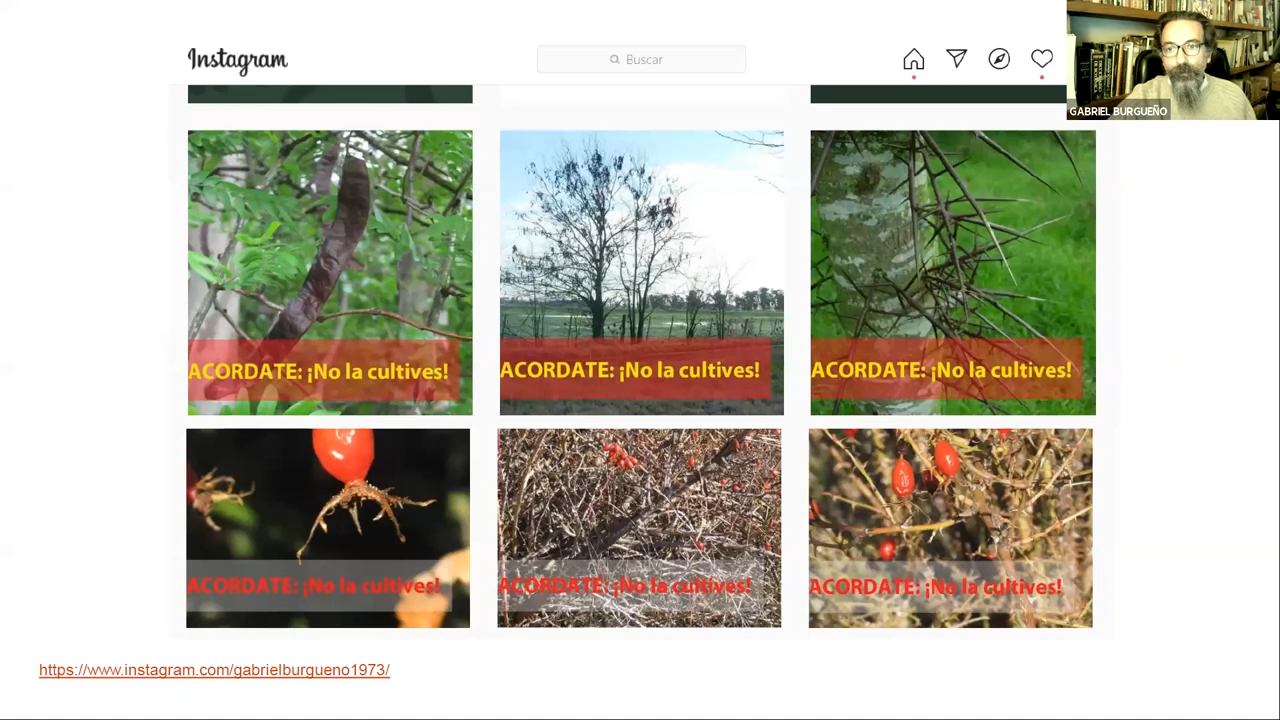 Instagram
Buscar
GABRIEL BURGUEÑO
ACORDATE: ¡No la cultives!
ACORDATE: ¡No la cultives!
ACORDATE: ¡No la cultives!
ACORDATE: ¡No la cultives!
ACORDATE: ¡No la cultives!
ACORDATE: ¡No la cultives!
https://www.instagram.com/gabrielburgueno1973/